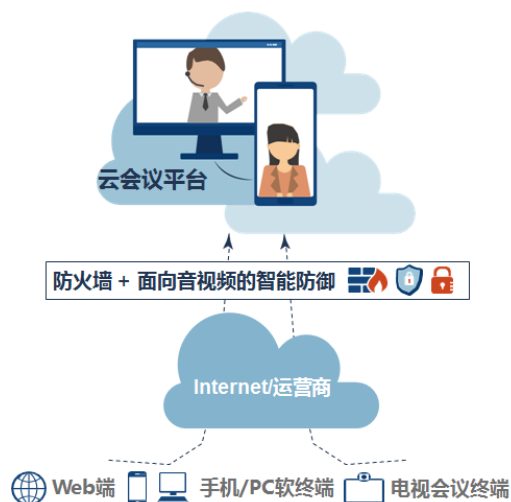 云会议平台
防火墙 + 面向音视频的智能防御
Internet/运营商
Web端 手机/PC软终端 电视会议终端